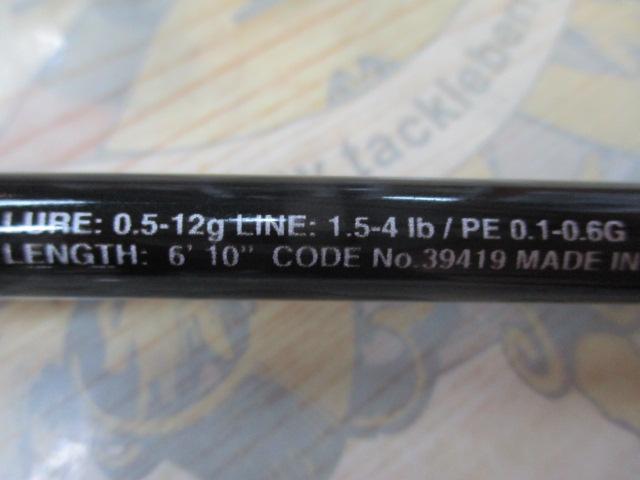 k tackleber
LURE: 0.5-12g LINE: 1.5-4 lb / PE 0.1-0.6G
LENGTH: 6' 10" CODE No.39419 MADE IN